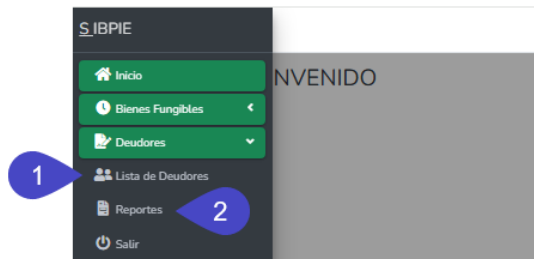 S IBPIE
Inicio
NVENIDO
Bienes Fungibles
Deudores
1
Lista de Deudores
Reportes
2
Salir